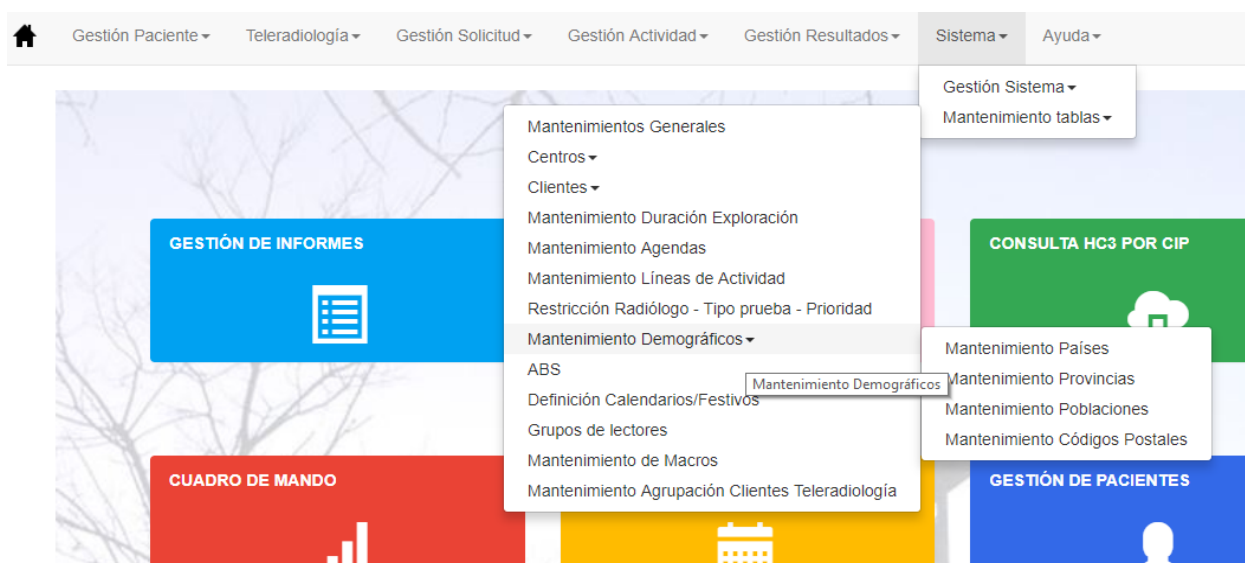 Gestión Paciente
Teleradiología
Gestión Solicitud
Gestión Actividad
Gestión Resultados
Sistema
Ayuda
Gestión Sistema
Mantenimiento tablas
Mantenimientos Generales
Centros
Clientes
Mantenimiento Duración Exploración
Mantenimiento Agendas
Mantenimiento Líneas de Actividad
Restricción Radiólogo - Tipo prueba - Prioridad
Mantenimiento Demográficos
ABS
Definición Calendarios/Festivos
Grupos de lectores
Mantenimiento de Macros
Mantenimiento Agrupación Clientes Teleradiología
Mantenimiento Demográficos
Mantenimiento Países
Mantenimiento Provincias
Mantenimiento Poblaciones
Mantenimiento Códigos Postales
GESTIÓN DE INFORMES
CONSULTA HC3 POR CIP
CUADRO DE MANDO
GESTIÓN DE PACIENTES